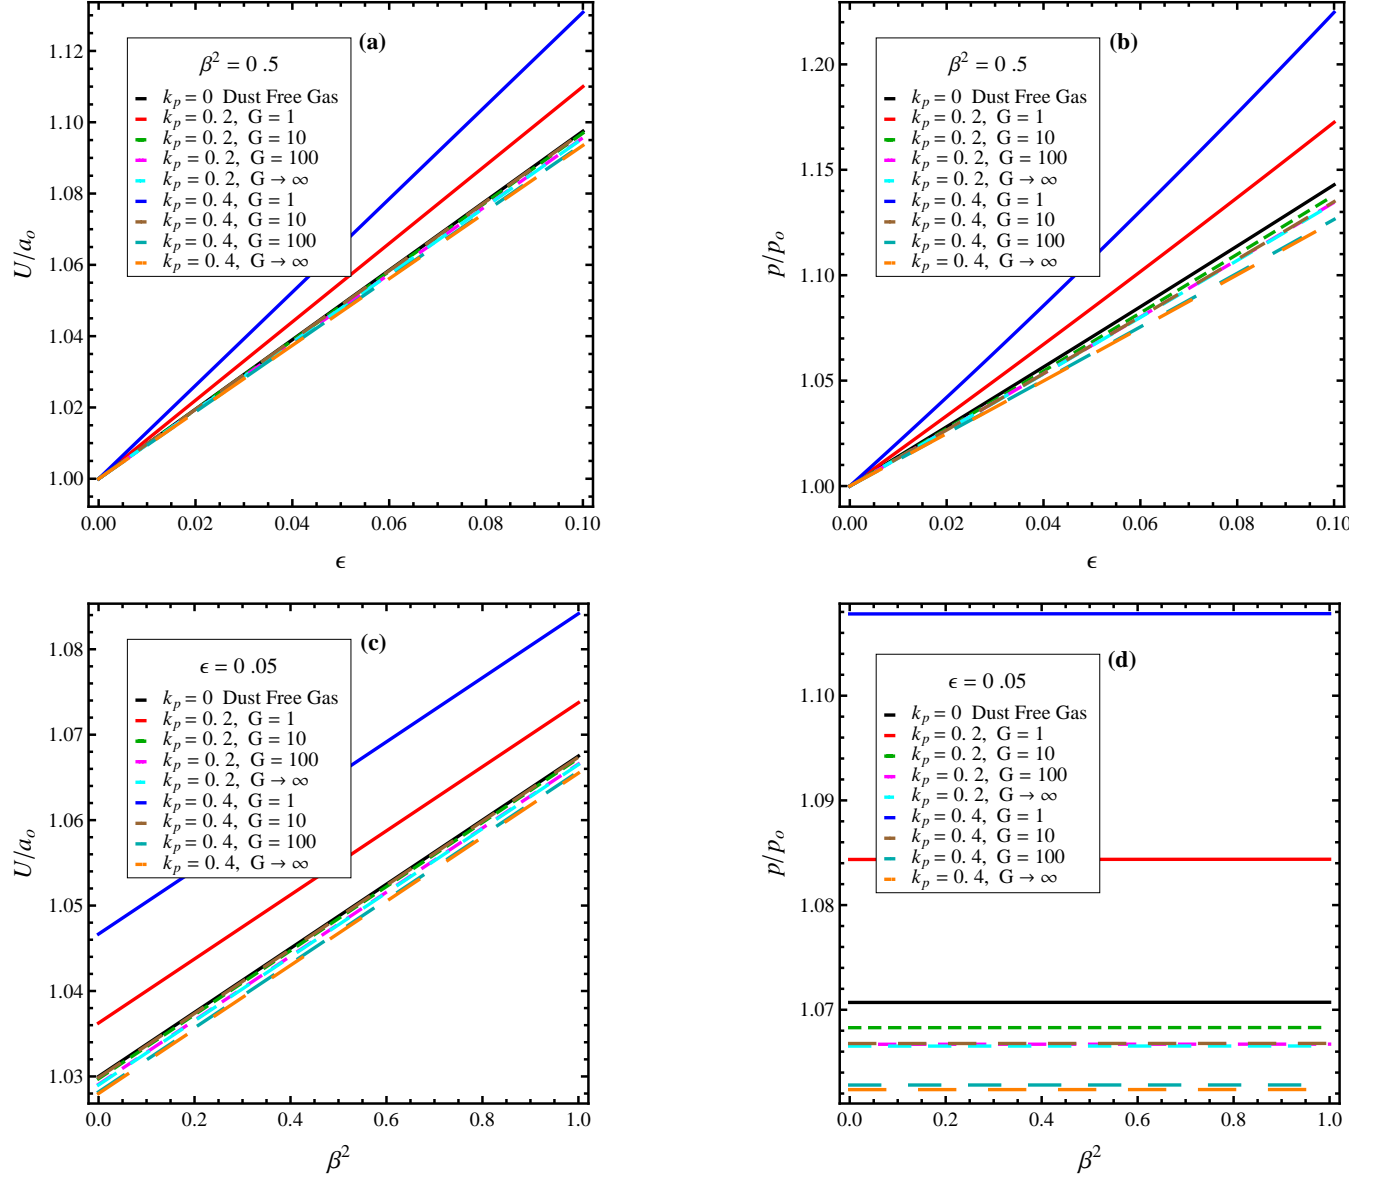 (a)
β² = 0 .5
k_p = 0 Dust Free Gas
k_p = 0. 2, G = 1
k_p = 0. 2, G = 10
k_p = 0. 2, G = 100
k_p = 0. 2, G → ∞
k_p = 0. 4, G = 1
k_p = 0. 4, G = 10
k_p = 0. 4, G = 100
k_p = 0. 4, G → ∞
U/a_o
1.12
1.10
1.08
1.06
1.04
1.02
1.00
0.00 0.02 0.04 0.06 0.08 0.10
ϵ
(b)
β² = 0 .5
k_p = 0 Dust Free Gas
k_p = 0. 2, G = 1
k_p = 0. 2, G = 10
k_p = 0. 2, G = 100
k_p = 0. 2, G → ∞
k_p = 0. 4, G = 1
k_p = 0. 4, G = 10
k_p = 0. 4, G = 100
k_p = 0. 4, G → ∞
p/p_o
1.20
1.15
1.10
1.05
1.00
0.00 0.02 0.04 0.06 0.08 0.10
ϵ
(c)
ϵ = 0 .05
k_p = 0 Dust Free Gas
k_p = 0. 2, G = 1
k_p = 0. 2, G = 10
k_p = 0. 2, G = 100
k_p = 0. 2, G → ∞
k_p = 0. 4, G = 1
k_p = 0. 4, G = 10
k_p = 0. 4, G = 100
k_p = 0. 4, G → ∞
U/a_o
1.08
1.07
1.06
1.05
1.04
1.03
0.0 0.2 0.4 0.6 0.8 1.0
β²
(d)
ϵ = 0 .05
k_p = 0 Dust Free Gas
k_p = 0. 2, G = 1
k_p = 0. 2, G = 10
k_p = 0. 2, G = 100
k_p = 0. 2, G → ∞
k_p = 0. 4, G = 1
k_p = 0. 4, G = 10
k_p = 0. 4, G = 100
k_p = 0. 4, G → ∞
p/p_o
1.10
1.09
1.08
1.07
0.0 0.2 0.4 0.6 0.8 1.0
β²